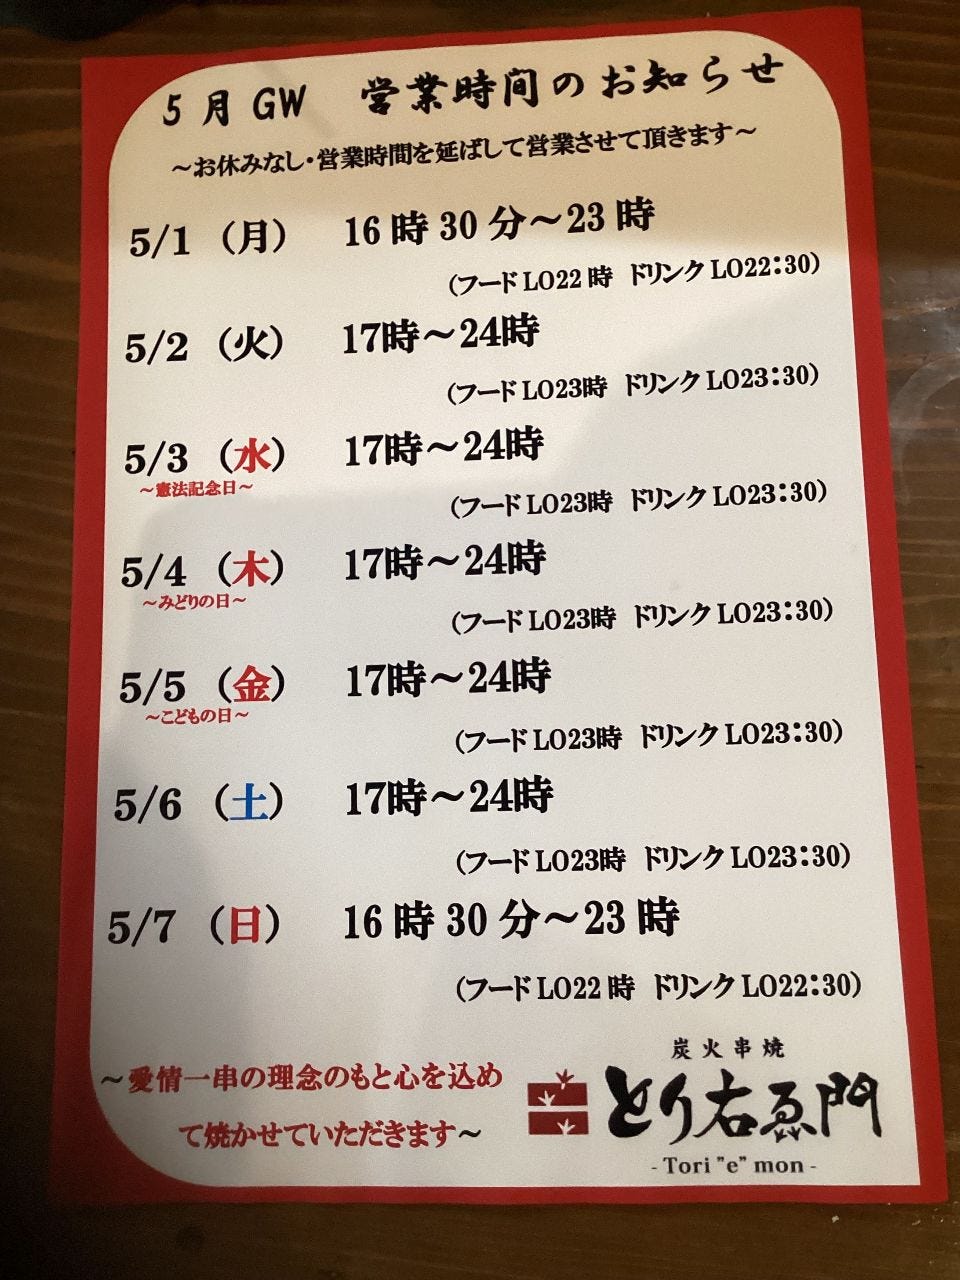 5月GW 営業時間のお知らせ
～お休みなし・営業時間を延ばして営業させて頂きます～
5/1（月） 16時30分～23時
（フードLO22時 ドリンクLO22:30）
5/2（火） 17時～24時
（フードLO23時 ドリンクLO23:30）
5/3（水） 17時～24時
～憲法記念日～
（フードLO23時 ドリンクLO23:30）
5/4（木） 17時～24時
～みどりの日～
（フードLO23時 ドリンクLO23:30）
5/5（金） 17時～24時
～こどもの日～
（フードLO23時 ドリンクLO23:30）
5/6（土） 17時～24時
（フードLO23時 ドリンクLO23:30）
5/7（日） 16時30分～23時
（フードLO22時 ドリンクLO22:30）
～愛情一串の理念のもと心を込め
て焼かせていただきます～
炭火串焼
とり右ゑ門
- Tori "e" mon -